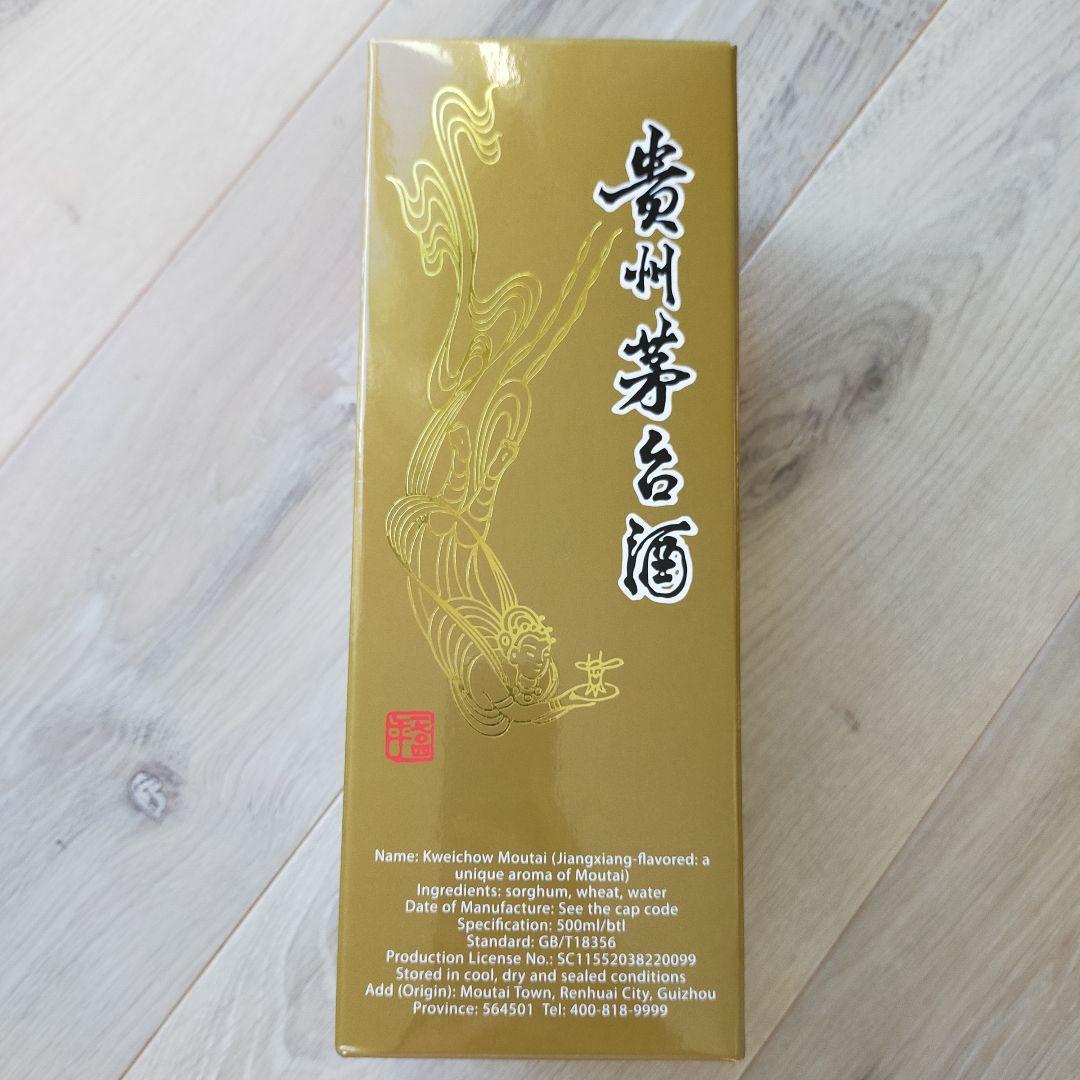 貴州茅台酒
Name: Kweichow Moutai (Jiangxiang-flavored: a
unique aroma of Moutai)
Ingredients: sorghum, wheat, water
Date of Manufacture: See the cap code
Specification: 500ml/btl
Standard: GB/T18356
Production License No.: SC11552038220099
Stored in cool, dry and sealed conditions
Add (Origin): Moutai Town, Renhuai City, Guizhou
Province: 564501 Tel: 400-818-9999